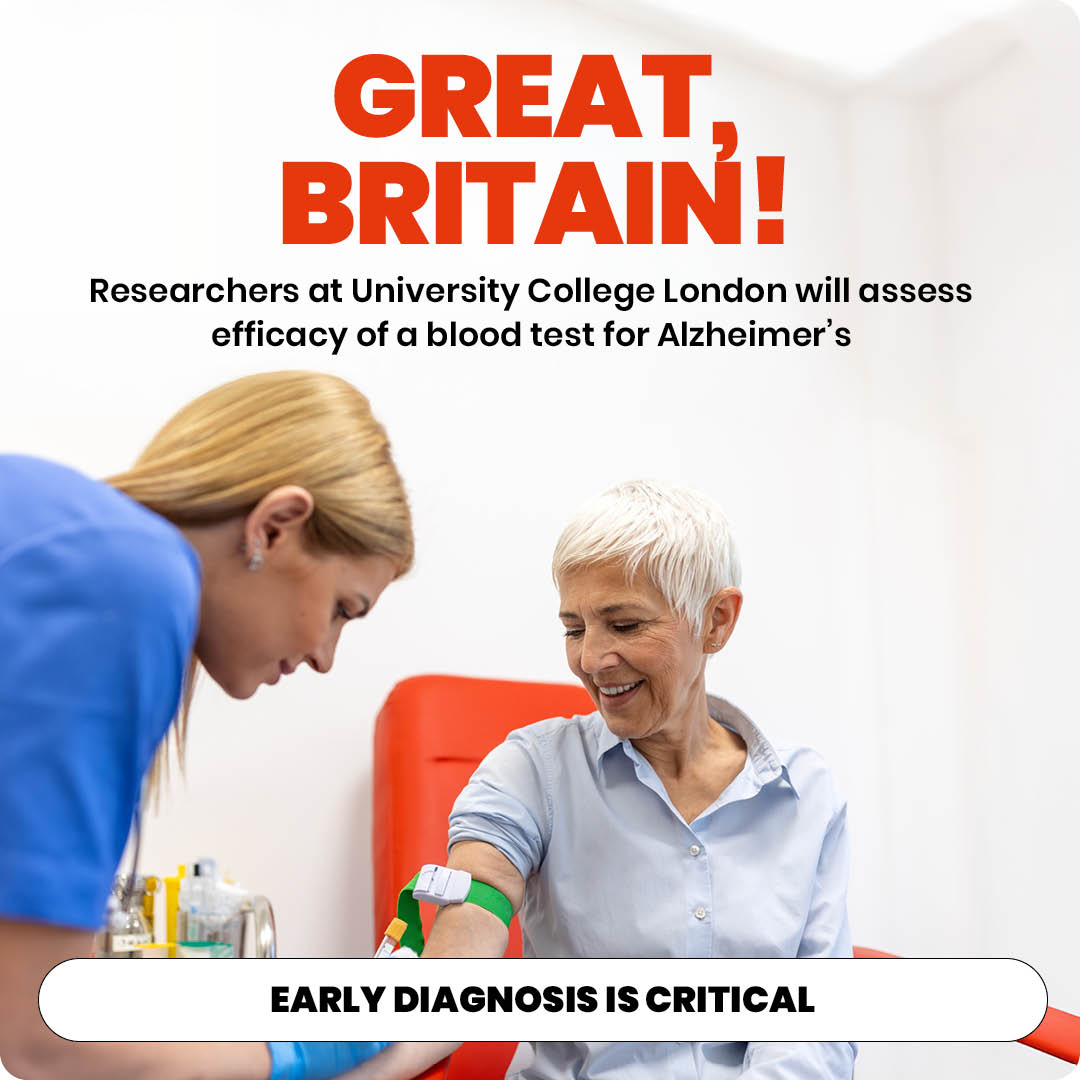 GREAT,
BRITAIN!
Researchers at University College London will assess
efficacy of a blood test for Alzheimer’s
EARLY DIAGNOSIS IS CRITICAL